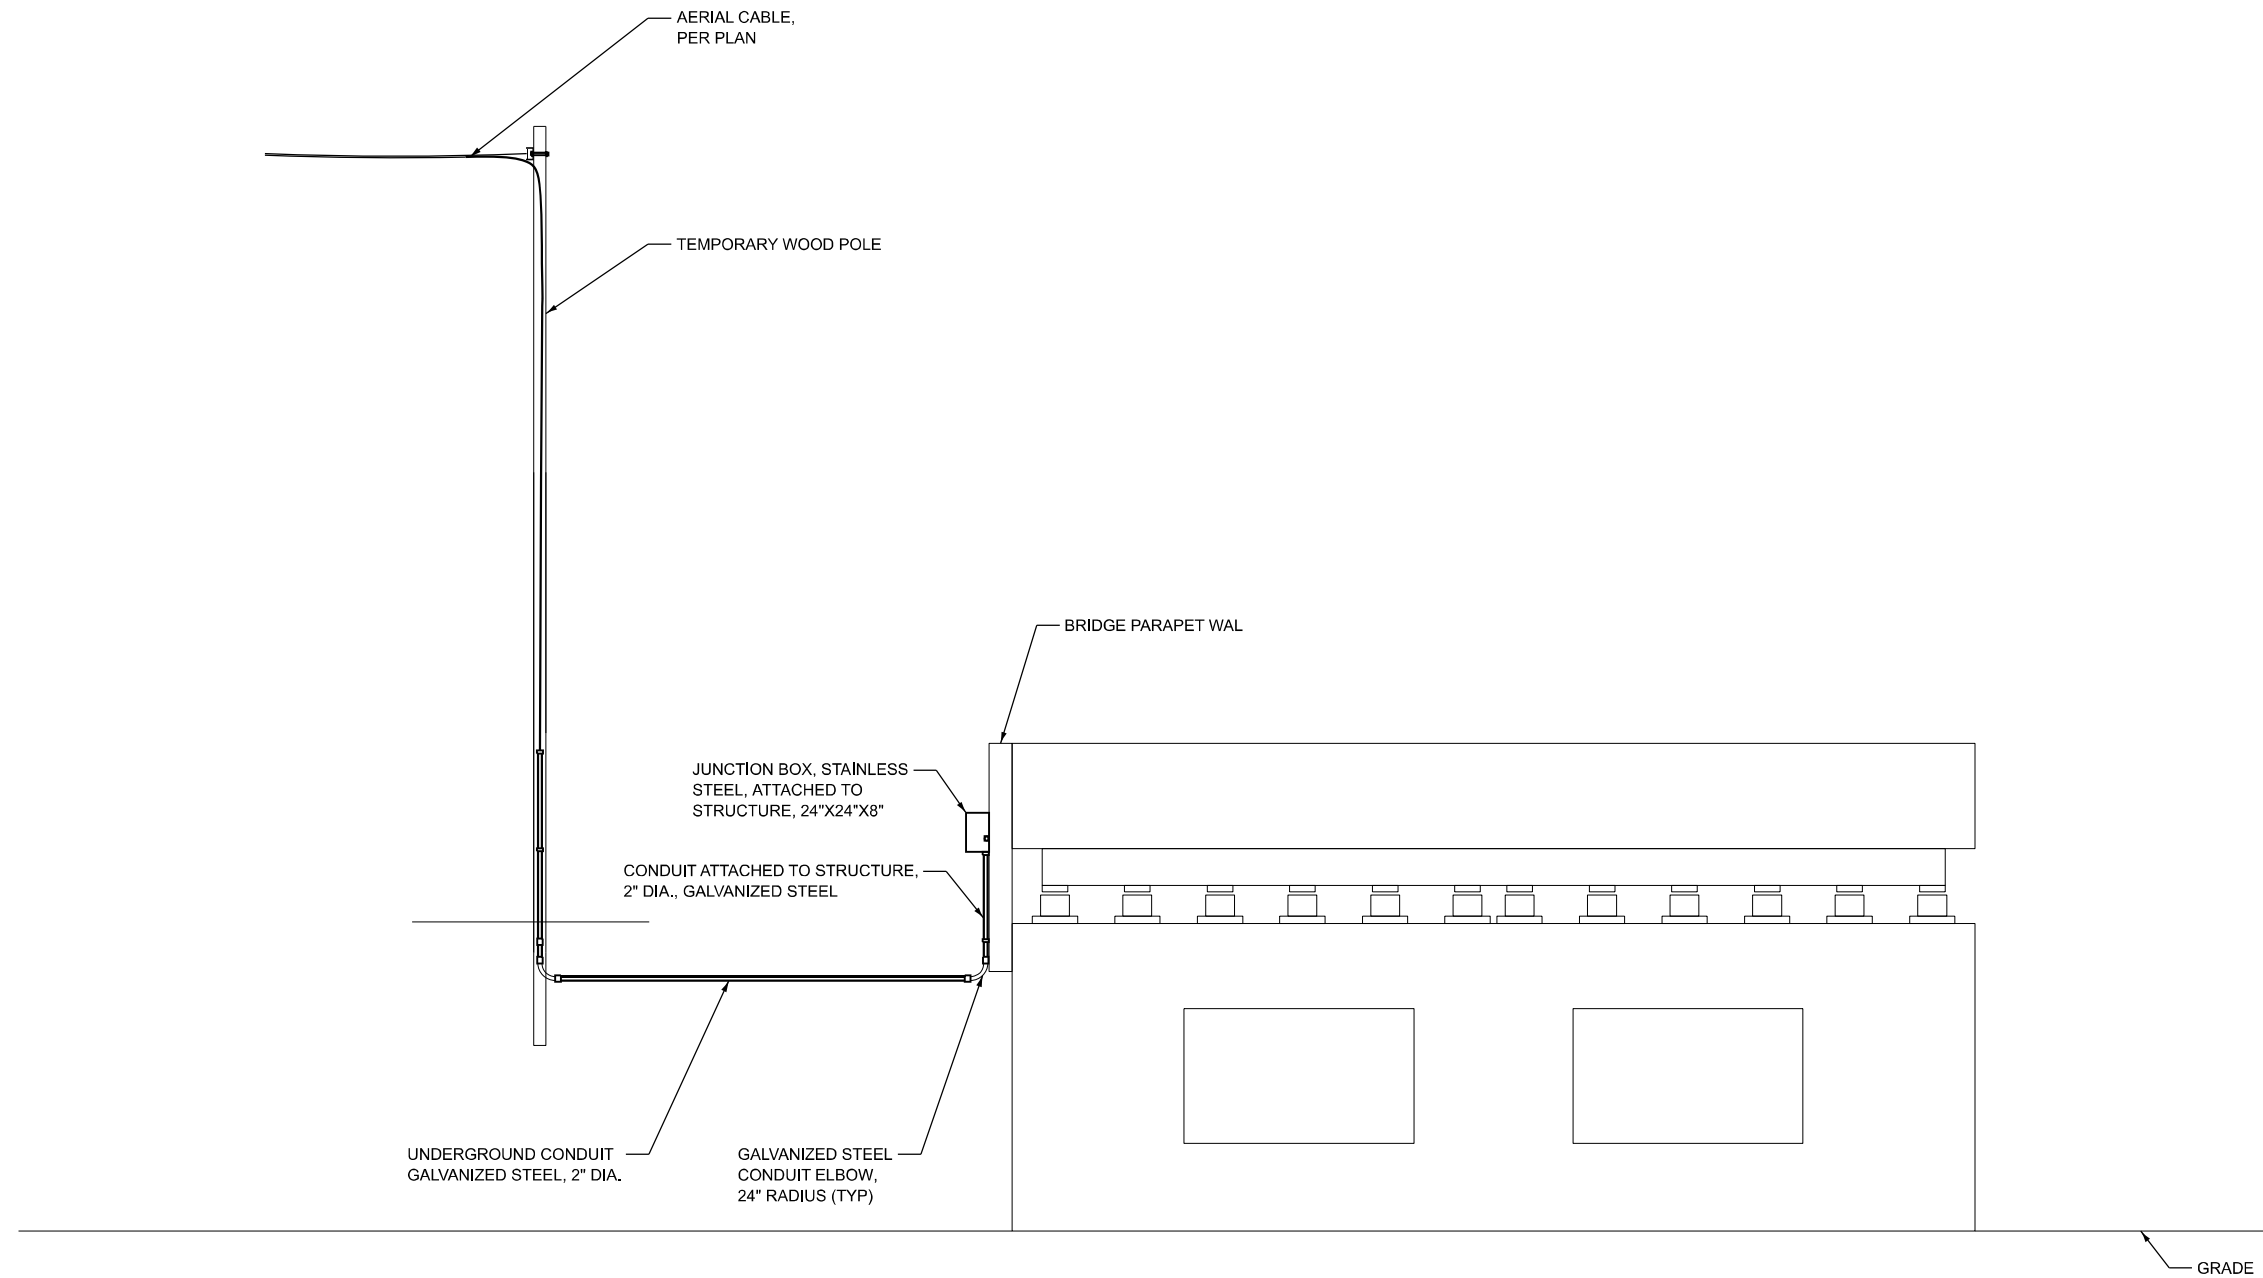 AERIAL CABLE,
PER PLAN
TEMPORARY WOOD POLE
BRIDGE PARAPET WAL
JUNCTION BOX, STAINLESS
STEEL, ATTACHED TO
STRUCTURE, 24"X24"X8"
CONDUIT ATTACHED TO STRUCTURE,
2" DIA., GALVANIZED STEEL
UNDERGROUND CONDUIT
GALVANIZED STEEL, 2" DIA.
GALVANIZED STEEL
CONDUIT ELBOW,
24" RADIUS (TYP)
GRADE